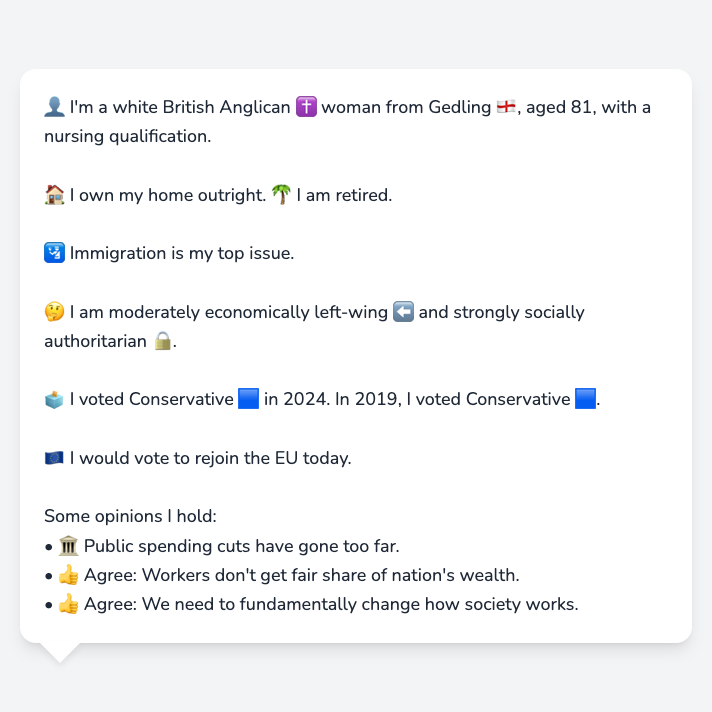 👤 I'm a white British Anglican ✝️ woman from Gedling 🏴󠁧󠁢󠁥󠁮󠁧󠁿, aged 81, with a
nursing qualification.
🏠 I own my home outright. 🌴 I am retired.
🛂 Immigration is my top issue.
🤔 I am moderately economically left-wing ⬅️ and strongly socially
authoritarian 🔒.
🗳️ I voted Conservative 🟦 in 2024. In 2019, I voted Conservative 🟦.
🇪🇺 I would vote to rejoin the EU today.
Some opinions I hold:
• 🏛️ Public spending cuts have gone too far.
• 👍 Agree: Workers don't get fair share of nation's wealth.
• 👍 Agree: We need to fundamentally change how society works.